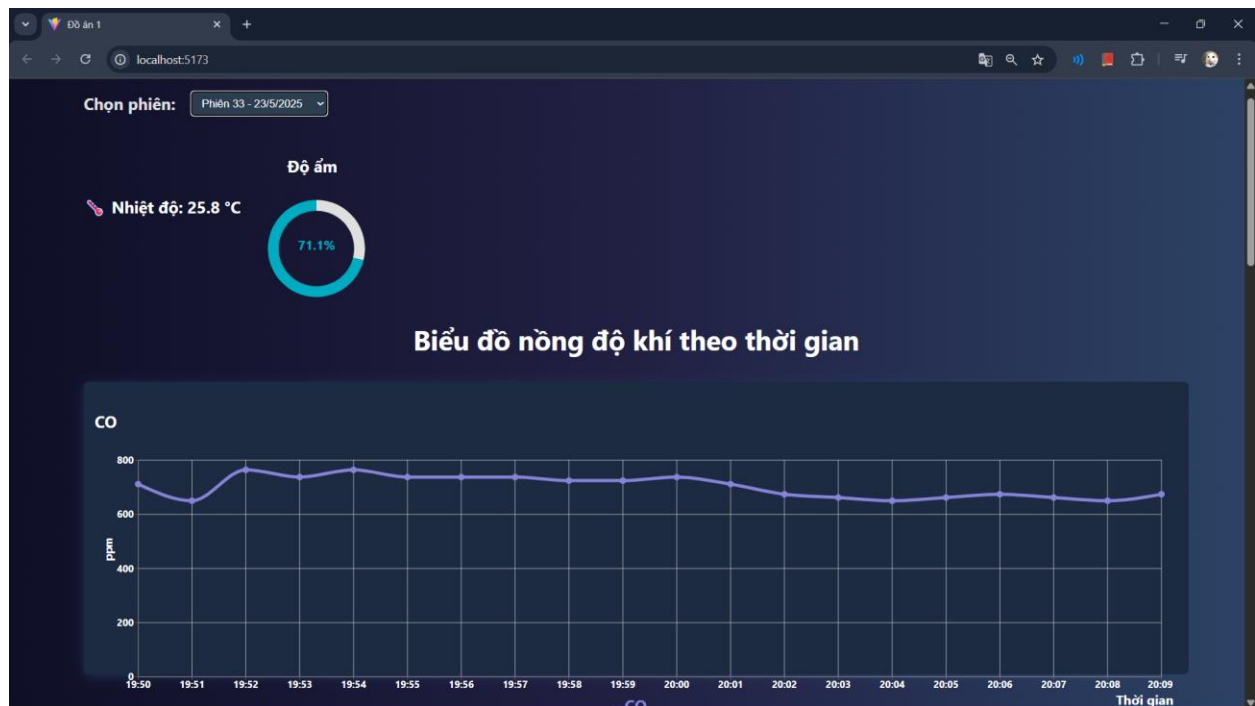 Đồ án 1
localhost:5173
Chọn phiên: Phiên 33 - 23/5/2025
Độ ẩm
Nhiệt độ: 25.8 °C
71.1%
Biểu đồ nồng độ khí theo thời gian
CO
800
600
ppm
400
200
0
19:50 19:51 19:52 19:53 19:54 19:55 19:56 19:57 19:58 19:59 20:00 20:01 20:02 20:03 20:04 20:05 20:06 20:07 20:08 20:09
CO
Thời gian